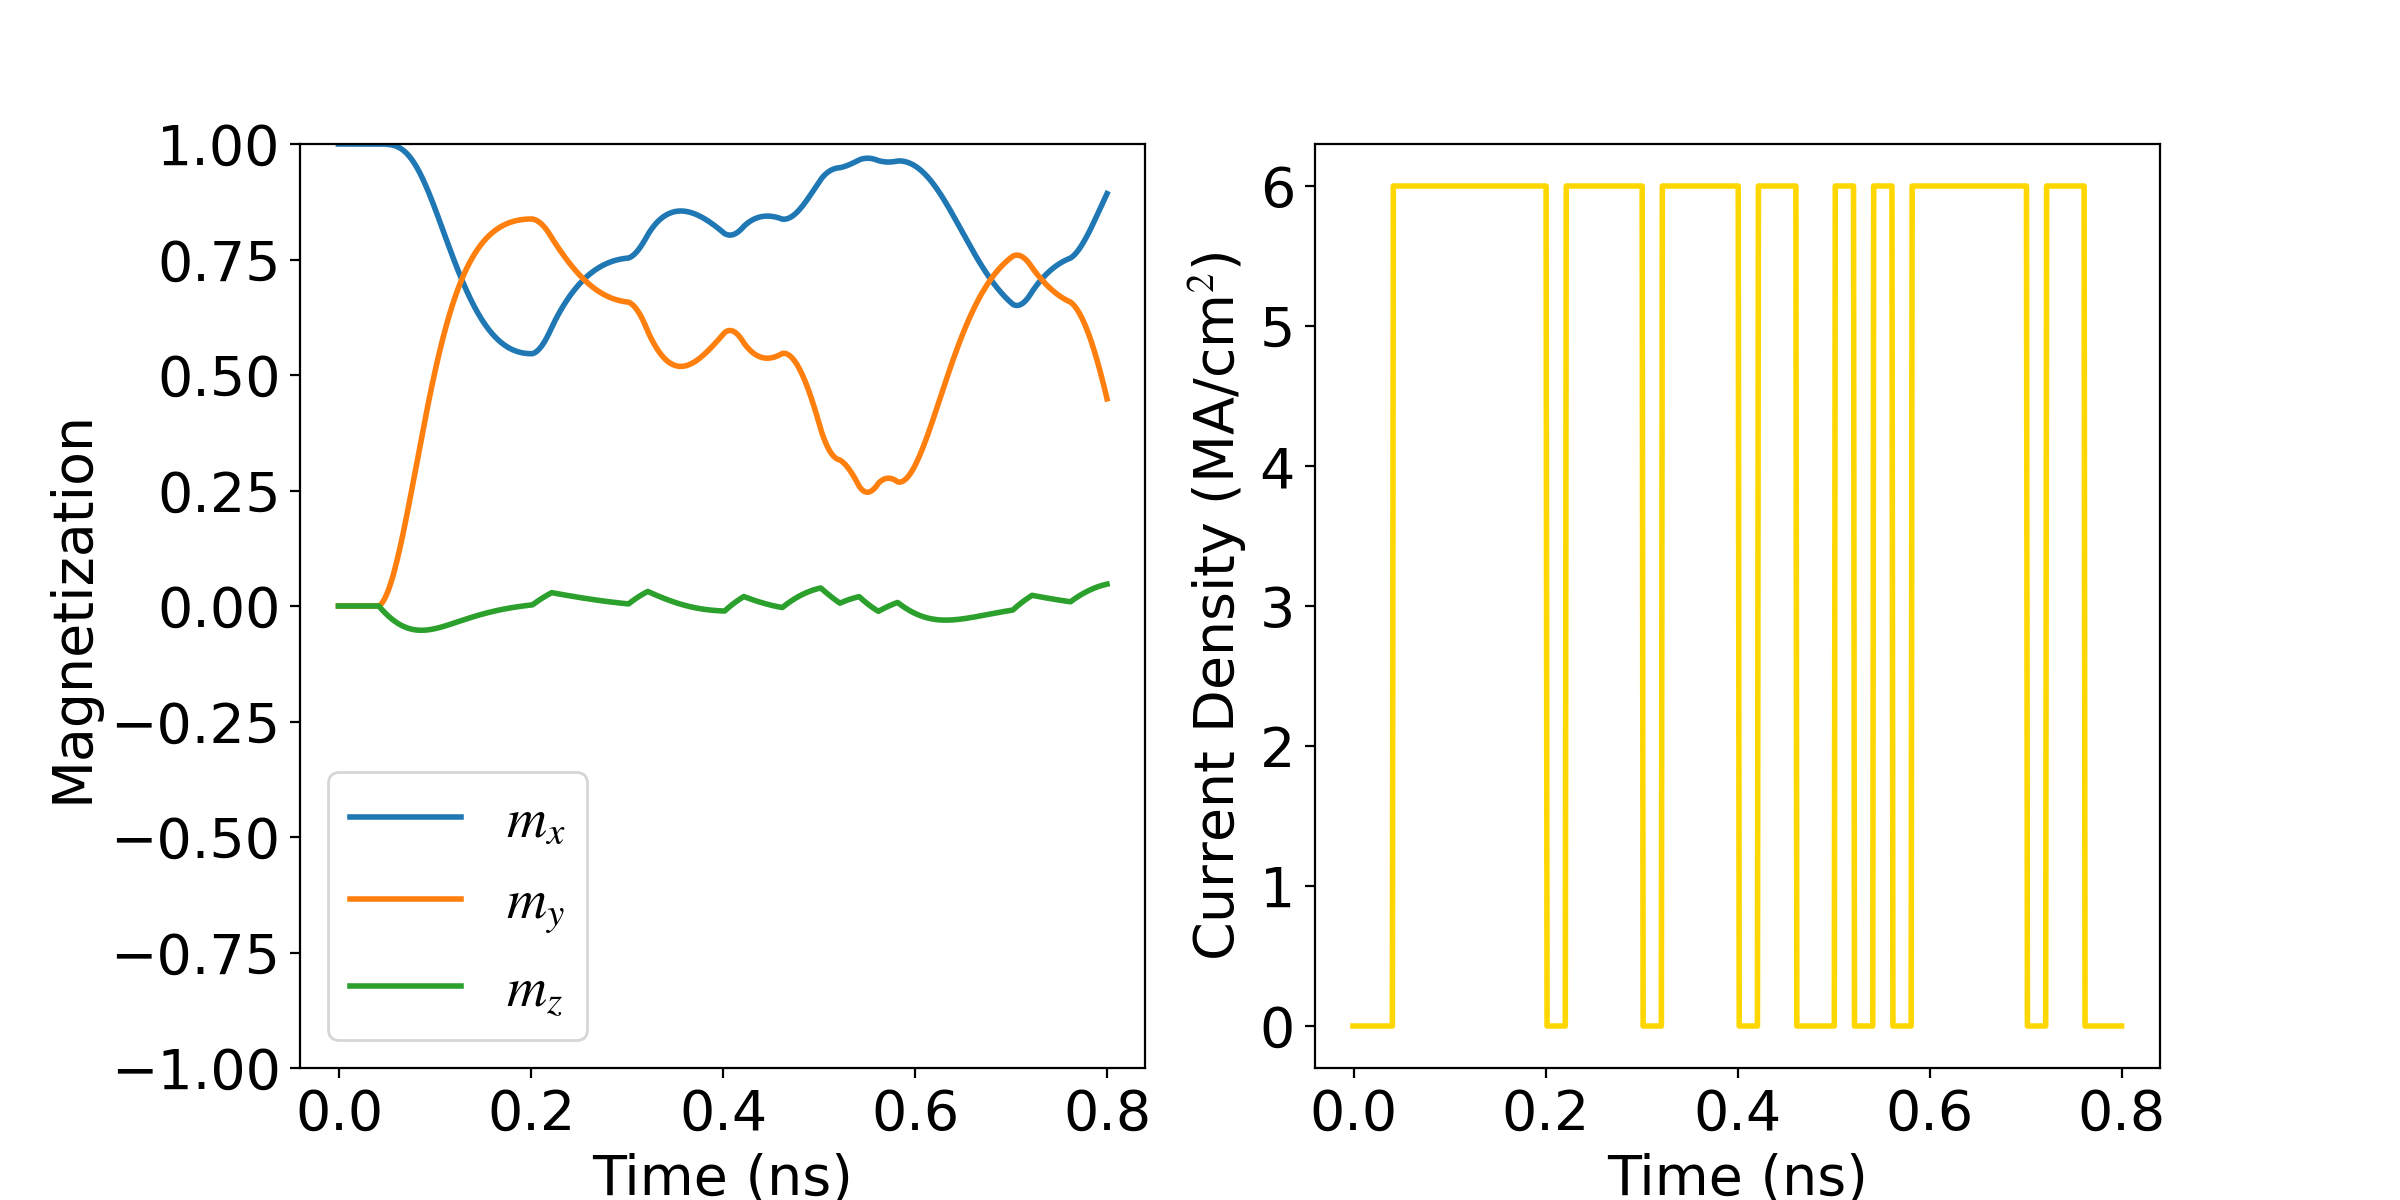 Magnetization
1.00
0.75
0.50
0.25
0.00
−0.25
−0.50
−0.75
−1.00
m_x
m_y
m_z
0.0 0.2 0.4 0.6 0.8
Time (ns)
Current Density (MA/cm²)
6
5
4
3
2
1
0
0.0 0.2 0.4 0.6 0.8
Time (ns)